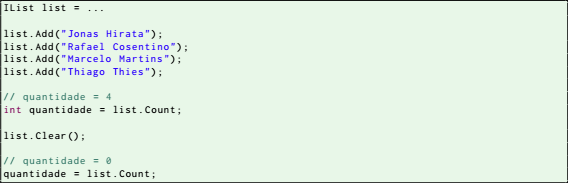 IList list = ...
list.Add("Jonas Hirata");
list.Add("Rafael Cosentino");
list.Add("Marcelo Martins");
list.Add("Thiago Thies");
// quantidade = 4
int quantidade = list.Count;
list.Clear();
// quantidade = 0
quantidade = list.Count;